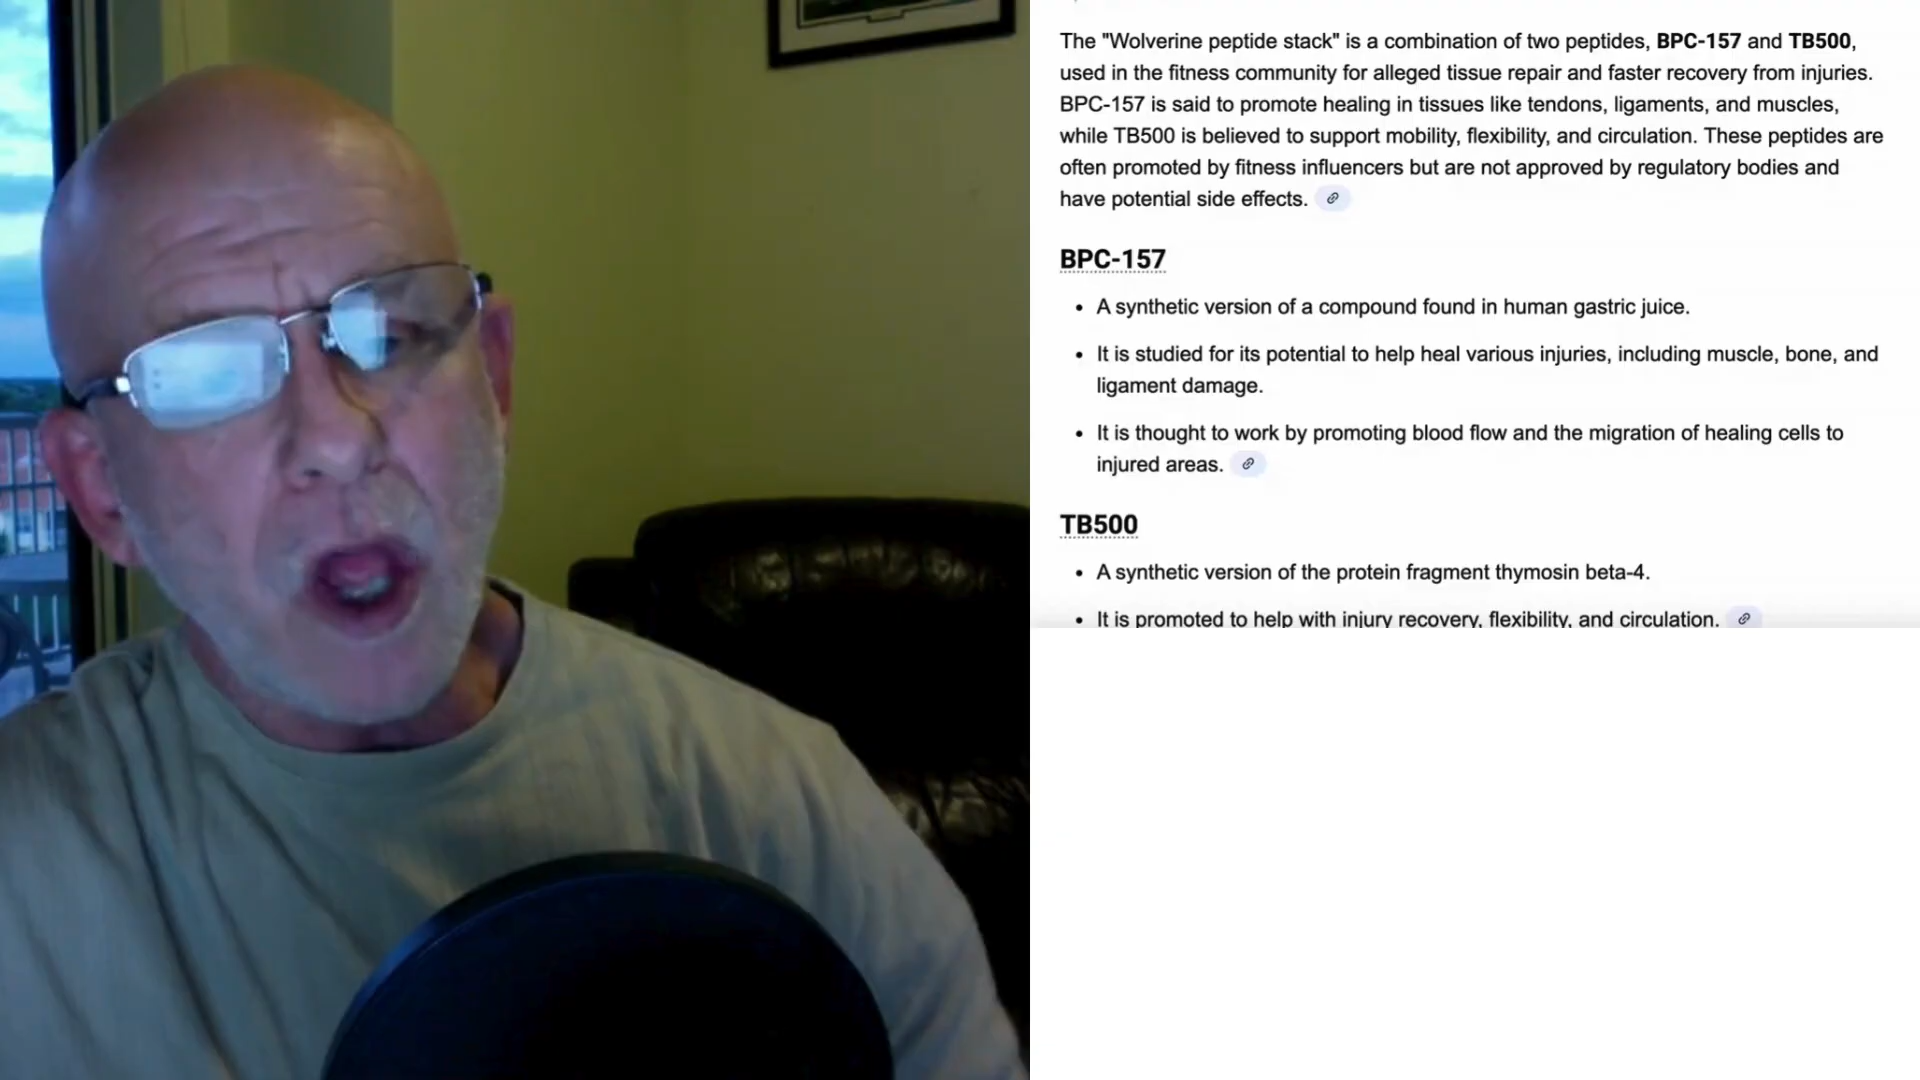 The "Wolverine peptide stack" is a combination of two peptides, BPC-157 and TB500,
used in the fitness community for alleged tissue repair and faster recovery from injuries.
BPC-157 is said to promote healing in tissues like tendons, ligaments, and muscles,
while TB500 is believed to support mobility, flexibility, and circulation. These peptides are
often promoted by fitness influencers but are not approved by regulatory bodies and
have potential side effects.
BPC-157
• A synthetic version of a compound found in human gastric juice.
• It is studied for its potential to help heal various injuries, including muscle, bone, and
ligament damage.
• It is thought to work by promoting blood flow and the migration of healing cells to
injured areas.
TB500
• A synthetic version of the protein fragment thymosin beta-4.
• It is promoted to help with injury recovery, flexibility, and circulation.